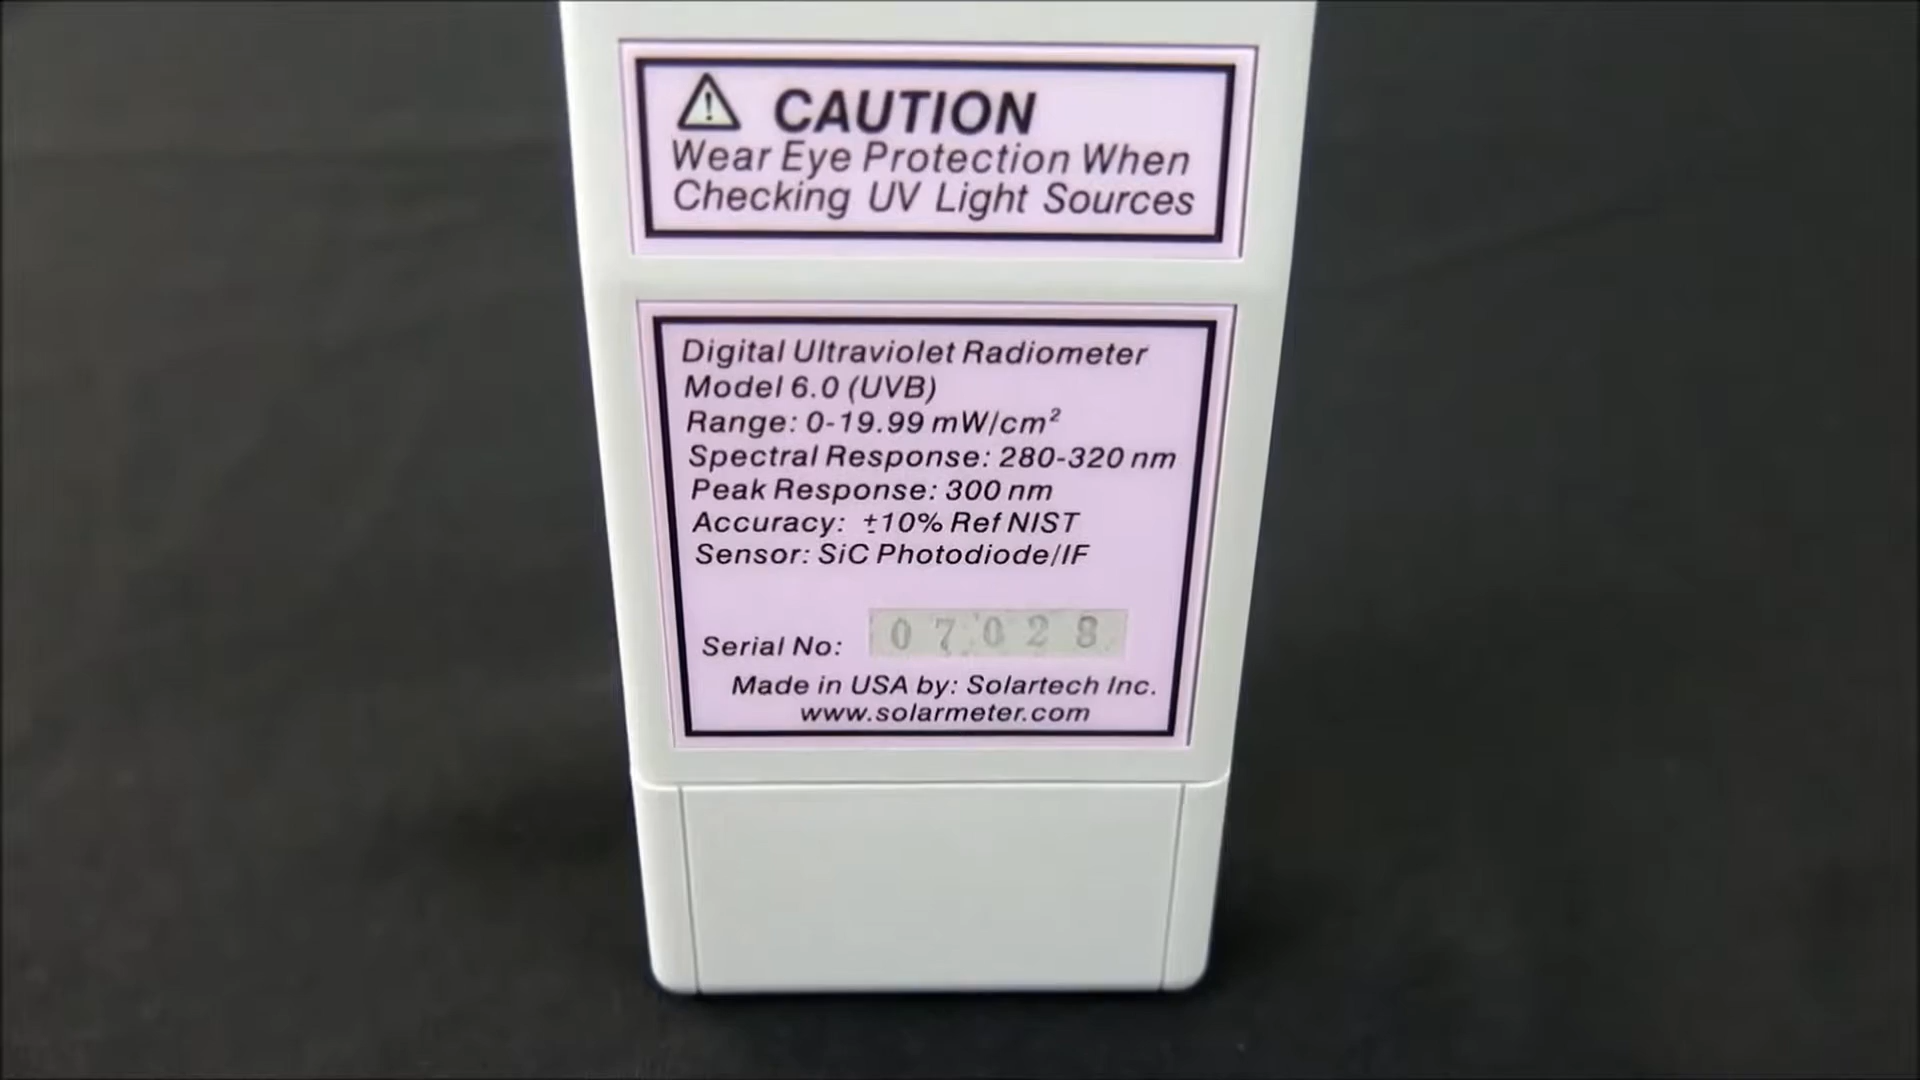 CAUTION
Wear Eye Protection When
Checking UV Light Sources
Digital Ultraviolet Radiometer
Model 6.0 (UVB)
Range: 0-19.99 mW/cm²
Spectral Response: 280-320 nm
Peak Response: 300 nm
Accuracy: ±10% Ref NIST
Sensor: SiC Photodiode/IF
Serial No: 07028
Made in USA by: Solartech Inc.
www.solarmeter.com